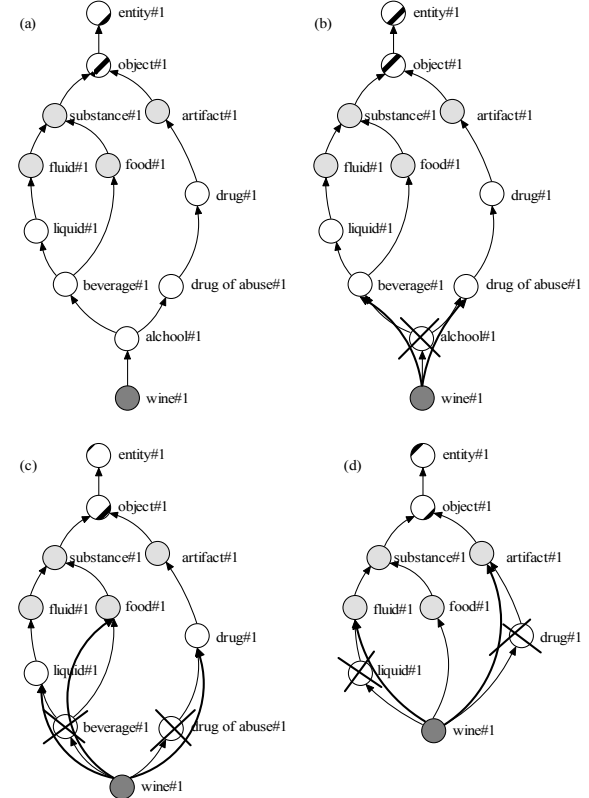 (a)
entity#1
object#1
substance#1
artifact#1
fluid#1
food#1
drug#1
liquid#1
beverage#1
drug of abuse#1
alchool#1
wine#1
(b)
entity#1
object#1
substance#1
artifact#1
fluid#1
food#1
drug#1
liquid#1
beverage#1
drug of abuse#1
alchool#1
wine#1
(c)
entity#1
object#1
substance#1
artifact#1
fluid#1
food#1
drug#1
liquid#1
beverage#1
drug of abuse#1
wine#1
(d)
entity#1
object#1
substance#1
artifact#1
fluid#1
food#1
drug#1
liquid#1
wine#1